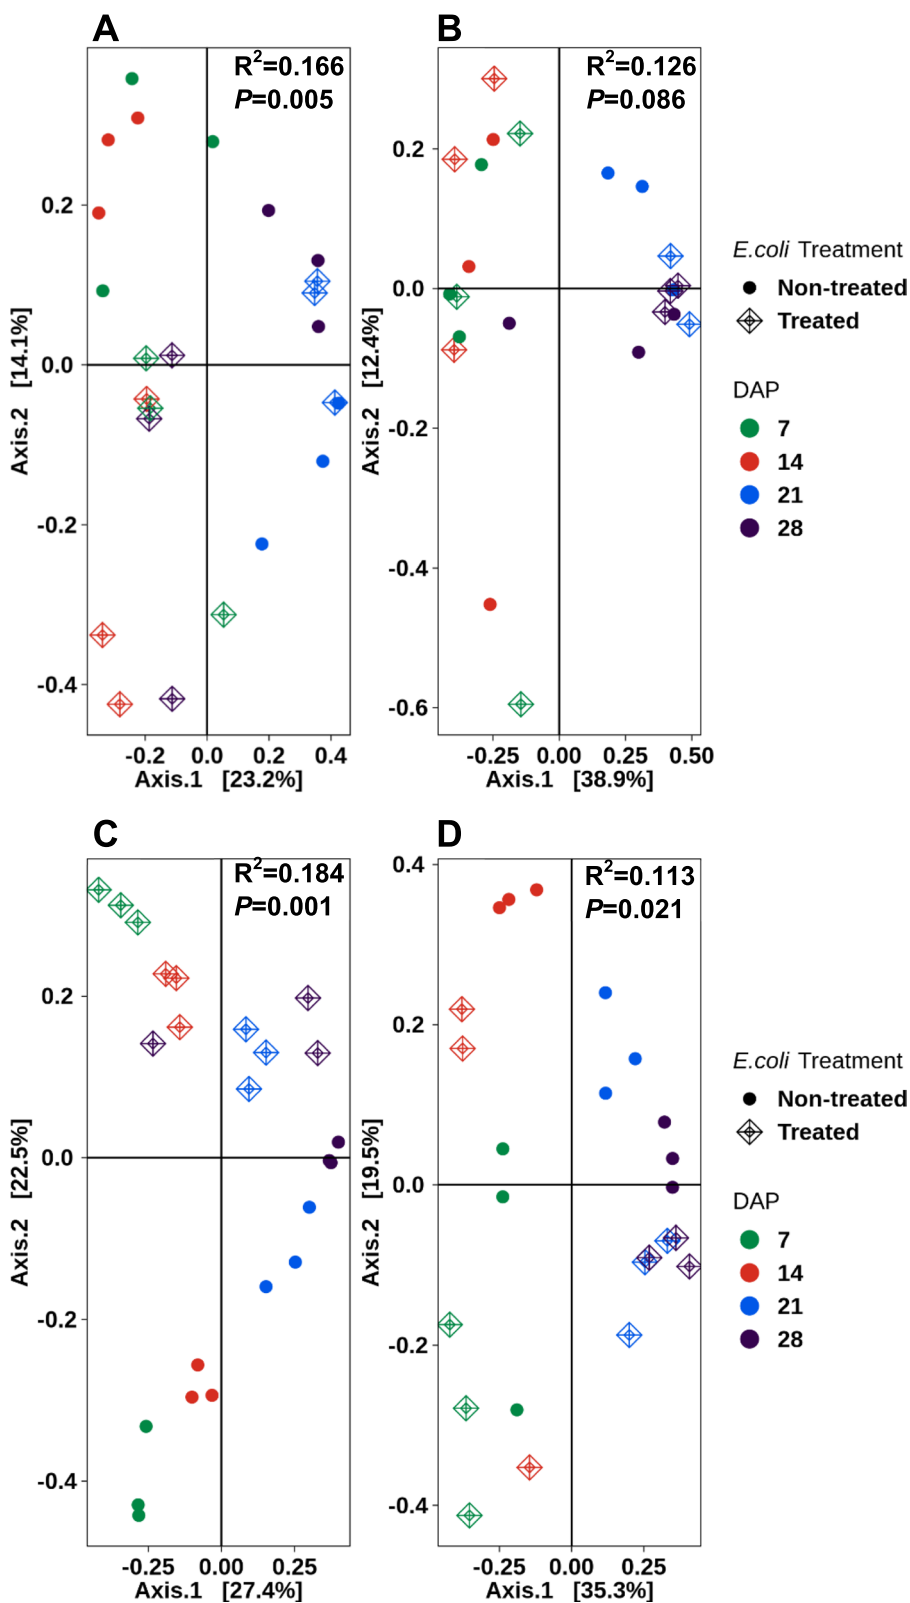 A
R2=0.166
P=0.005
0.2
0.0
-0.2
-0.4
Axis.2 [14.1%]
-0.2 0.0 0.2 0.4
Axis.1 [23.2%]
B
R2=0.126
P=0.086
0.2
0.0
-0.2
-0.4
-0.6
Axis.2 [12.4%]
-0.25 0.00 0.25 0.50
Axis.1 [38.9%]
E.coli Treatment
Non-treated
Treated
DAP
7
14
21
28
C
R2=0.184
P=0.001
0.2
0.0
-0.2
-0.4
Axis.2 [22.5%]
-0.25 0.00 0.25
Axis.1 [27.4%]
D
R2=0.113
P=0.021
0.4
0.2
0.0
-0.2
-0.4
Axis.2 [19.5%]
-0.25 0.00 0.25
Axis.1 [35.3%]
E.coli Treatment
Non-treated
Treated
DAP
7
14
21
28